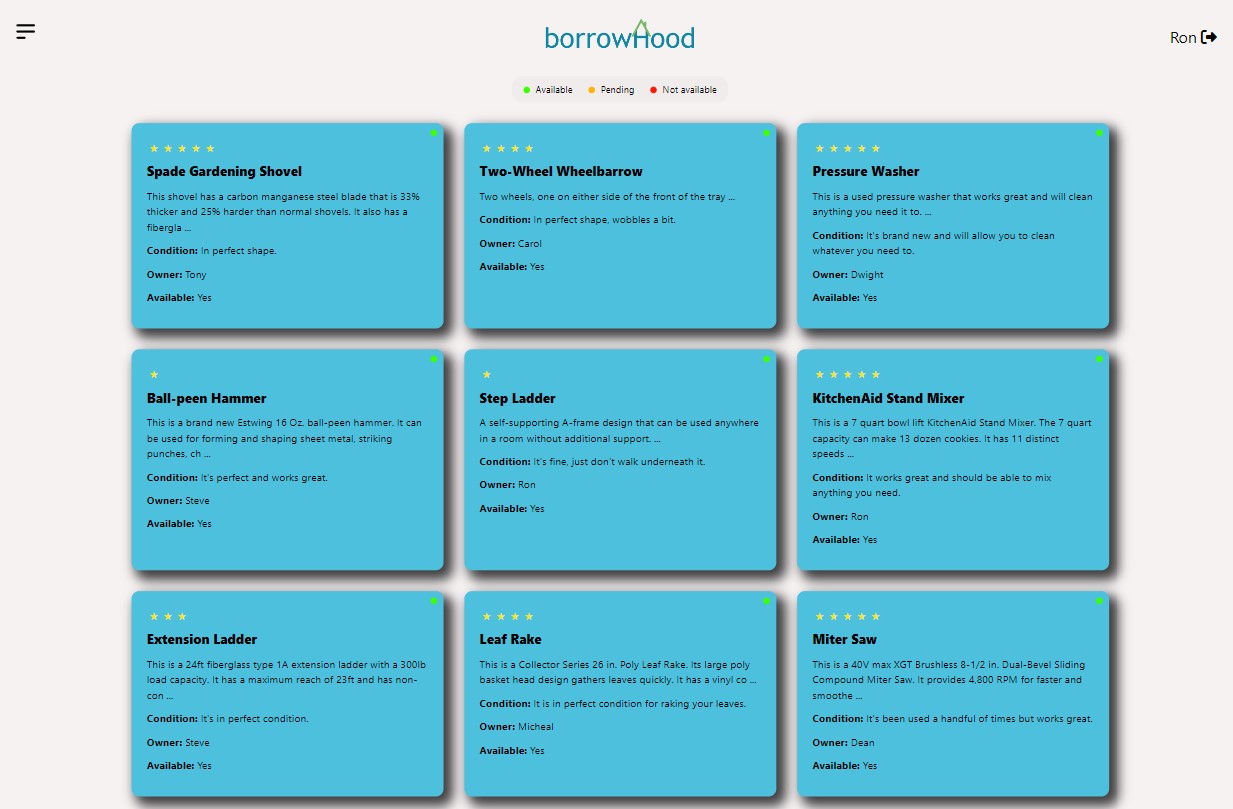 borrowHood
Ron
Available Pending Not available
Spade Gardening Shovel
This shovel has a carbon manganese steel blade that is 33%
thicker and 25% harder than normal shovels. It also has a
fibergla ...
Condition: In perfect shape.
Owner: Tony
Available: Yes
Two-Wheel Wheelbarrow
Two wheels, one on either side of the front of the tray ...
Condition: In perfect shape, wobbles a bit.
Owner: Carol
Available: Yes
Pressure Washer
This is a used pressure washer that works great and will clean
anything you need it to. ...
Condition: It's brand new and will allow you to clean
whatever you need to.
Owner: Dwight
Available: Yes
Ball-peen Hammer
This is a brand new Estwing 16 Oz. ball-peen hammer. It can
be used for forming and shaping sheet metal, striking
punches, ch ...
Condition: It's perfect and works great.
Owner: Steve
Available: Yes
Step Ladder
A self-supporting A-frame design that can be used anywhere
in a room without additional support. ...
Condition: It's fine, just don't walk underneath it.
Owner: Ron
Available: Yes
KitchenAid Stand Mixer
This is a 7 quart bowl lift KitchenAid Stand Mixer. The 7 quart
capacity can make 13 dozen cookies. It has 11 distinct
speeds ...
Condition: It works great and should be able to mix
anything you need.
Owner: Ron
Available: Yes
Extension Ladder
This is a 24ft fiberglass type 1A extension ladder with a 300lb
load capacity. It has a maximum reach of 23ft and has non-
con ...
Condition: It's in perfect condition.
Owner: Steve
Available: Yes
Leaf Rake
This is a Collector Series 26 in. Poly Leaf Rake. Its large poly
basket head design gathers leaves quickly. It has a vinyl co ...
Condition: It is in perfect condition for raking your leaves.
Owner: Micheal
Available: Yes
Miter Saw
This is a 40V max XGT Brushless 8-1/2 in. Dual-Bevel Sliding
Compound Miter Saw. It provides 4,800 RPM for faster and
smoothe ...
Condition: It's been used a handful of times but works great.
Owner: Dean
Available: Yes